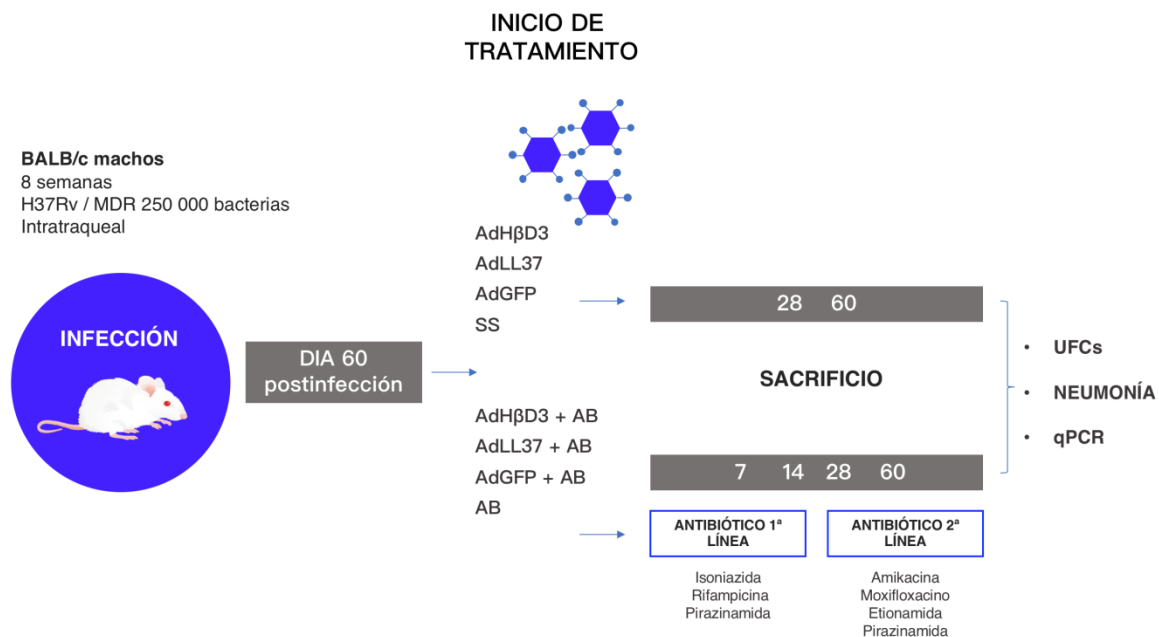 INICIO DE
TRATAMIENTO
BALB/c machos
8 semanas
H37Rv / MDR 250 000 bacterias
Intratraqueal
INFECCIÓN
DIA 60
postinfección
AdHβD3
AdLL37
AdGFP
SS
28 60
SACRIFICIO
AdHβD3 + AB
AdLL37 + AB
AdGFP + AB
AB
7 14 28 60
• UFCs
• NEUMONÍA
• qPCR
ANTIBIÓTICO 1ª
LÍNEA
Isoniazida
Rifampicina
Pirazinamida
ANTIBIÓTICO 2ª
LÍNEA
Amikacina
Moxifloxacino
Etionamida
Pirazinamida